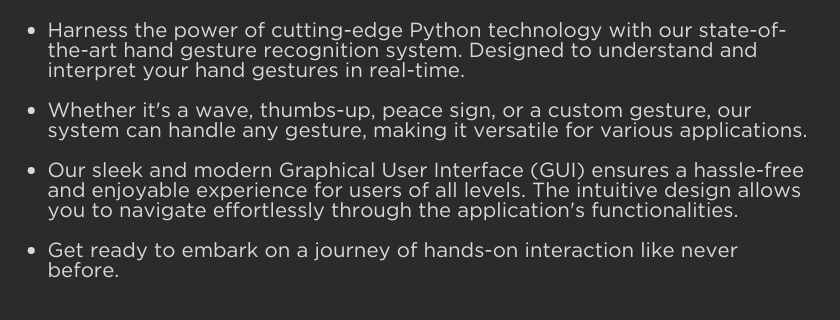 • Harness the power of cutting-edge Python technology with our state-of-
the-art hand gesture recognition system. Designed to understand and
interpret your hand gestures in real-time.
• Whether it's a wave, thumbs-up, peace sign, or a custom gesture, our
system can handle any gesture, making it versatile for various applications.
• Our sleek and modern Graphical User Interface (GUI) ensures a hassle-free
and enjoyable experience for users of all levels. The intuitive design allows
you to navigate effortlessly through the application's functionalities.
• Get ready to embark on a journey of hands-on interaction like never
before.